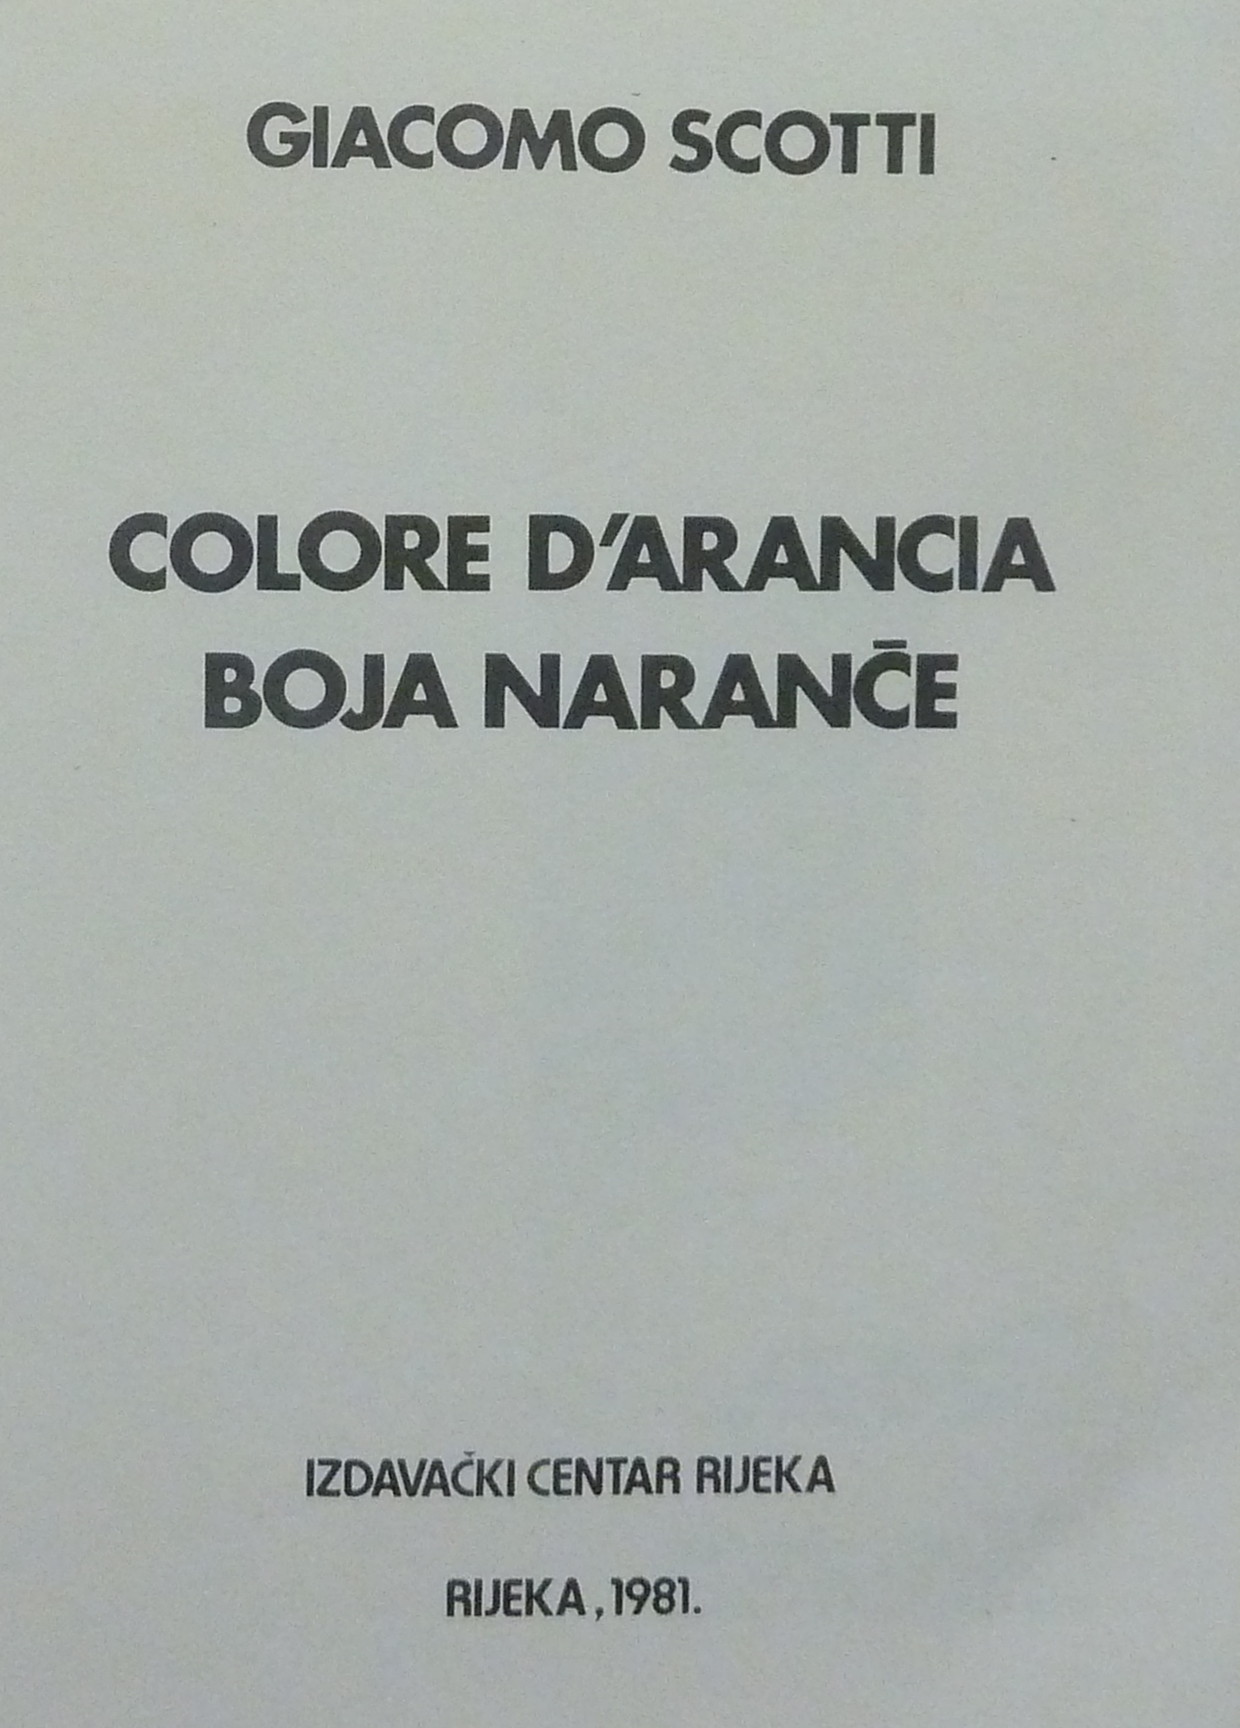 GIACOMO SCOTTI
COLORE D'ARANCIA
BOJA NARANČE
IZDAVAČKI CENTAR RIJEKA
RIJEKA, 1981.